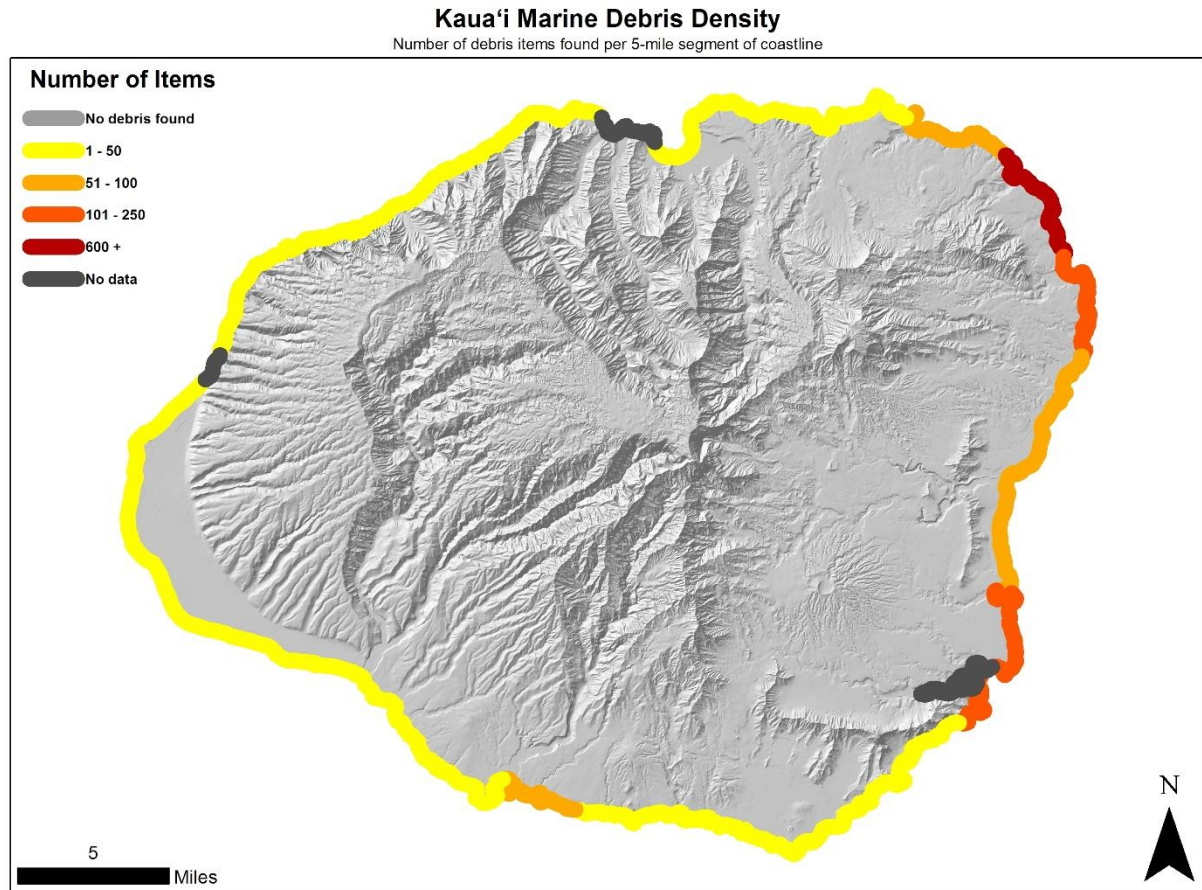 Kauaʻi Marine Debris Density
Number of debris items found per 5-mile segment of coastline
Number of Items
No debris found
1 - 50
51 - 100
101 - 250
600 +
No data
N
5
Miles